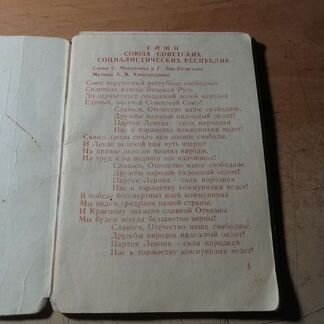 ГИМН
СОЮЗА СОВЕТСКИХ
СОЦИАЛИСТИЧЕСКИХ РЕСПУБЛИК
Слова С. Михалкова и Г. Эль-Регистана
Музыка А. В. Александрова
Союз нерушимый республик свободных
Сплотила навеки Великая Русь.
Да здравствует созданный волей народов
Единый, могучий Советский Союз!
Славься, Отечество наше свободное,
Дружбы народов надежный оплот!
Партия Ленина — сила народная
Нас к торжеству коммунизма ведет!
Сквозь грозы сияло нам солнце свободы,
И Ленин великий нам путь озарил:
На правое дело он поднял народы,
На труд и на подвиги нас вдохновил!
Славься, Отечество наше свободное,
Дружбы народов надежный оплот!
Партия Ленина — сила народная
Нас к торжеству коммунизма ведет!
В победе бессмертных идей коммунизма
Мы видим грядущее нашей страны,
И Красному знамени славной Отчизны
Мы будем всегда беззаветно верны!
Славься, Отечество наше свободное,
Дружбы народов надежный оплот!
Партия Ленина — сила народная
Нас к торжеству коммунизма ведет!
1